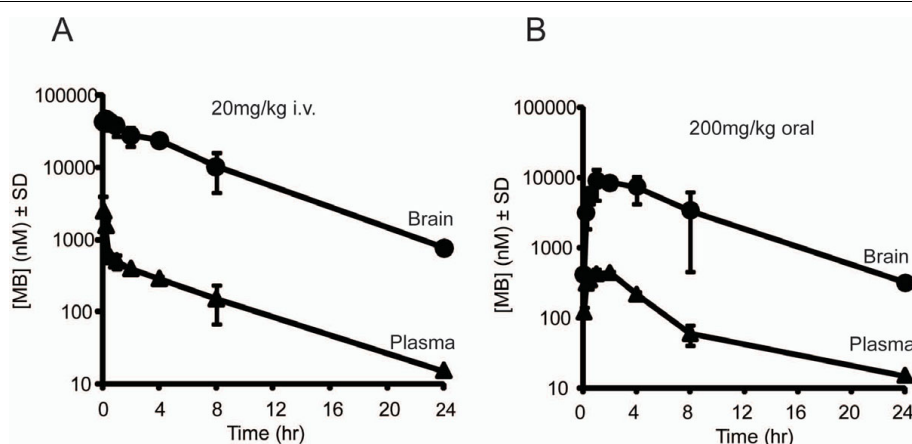 A
100000
10000
1000
100
10
[MB] (nM) ± SD
20mg/kg i.v.
Brain
Plasma
0 4 8 12 16 20 24
Time (hr)
B
100000
10000
1000
100
10
[MB] (nM) ± SD
200mg/kg oral
Brain
Plasma
0 4 8 12 16 20 24
Time (hr)